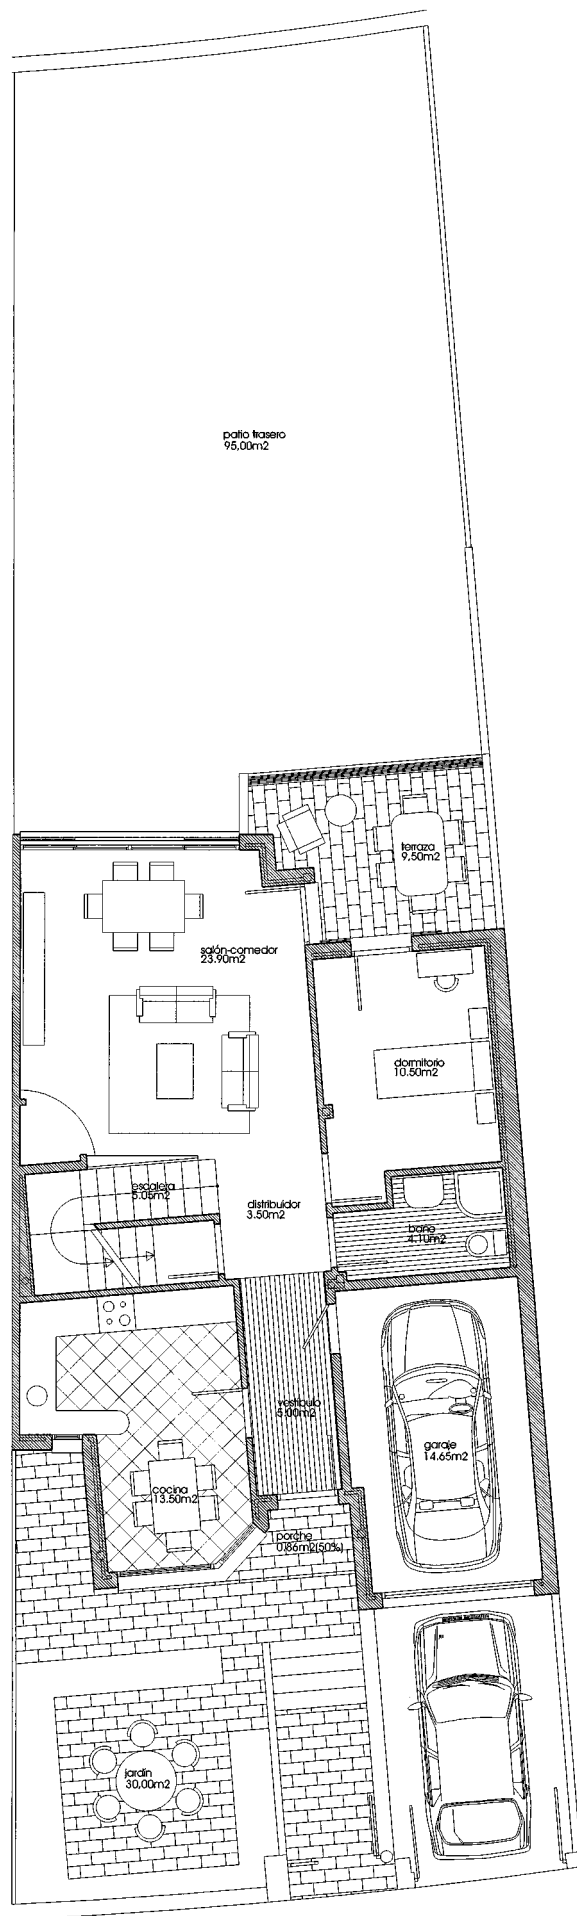 patio trasero
95,00m2
terraza
9.50m2
salón-comedor
23.90m2
dormitorio
10.50m2
escalera
5.05m2
distribuidor
3.50m2
baño
4.10m2
vestíbulo
5.00m2
garaje
14.65m2
cocina
13.50m2
porche
0.86m2(50%)
jardín
30,00m2